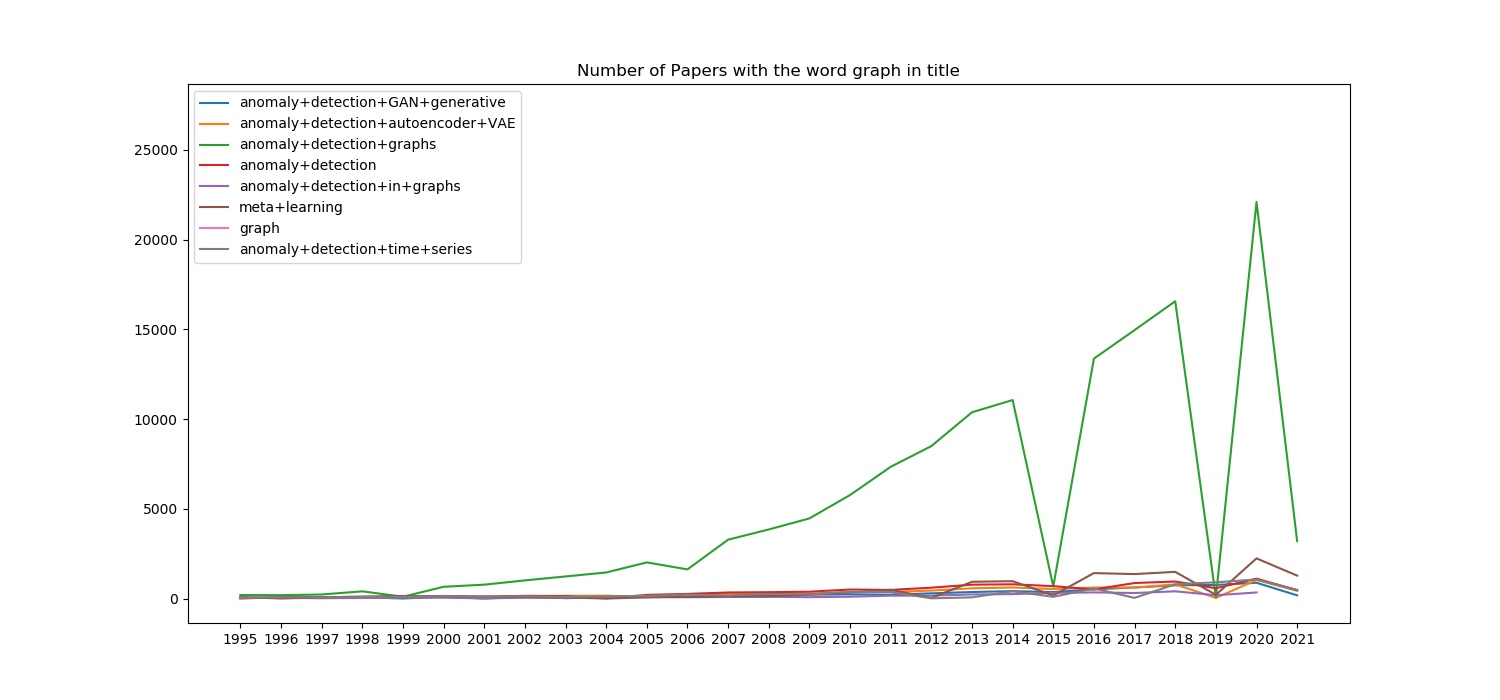 Number of Papers with the word graph in title
anomaly+detection+GAN+generative
anomaly+detection+autoencoder+VAE
anomaly+detection+graphs
anomaly+detection
anomaly+detection+in+graphs
meta+learning
graph
anomaly+detection+time+series
25000
20000
15000
10000
5000
0
1995 1996 1997 1998 1999 2000 2001 2002 2003 2004 2005 2006 2007 2008 2009 2010 2011 2012 2013 2014 2015 2016 2017 2018 2019 2020 2021